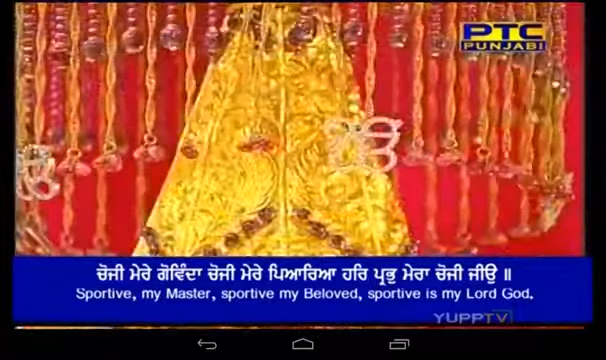 PTC
PUNJABI
ੴ
ਚੋਜੀ ਮੇਰੇ ਗੋਵਿੰਦਾ ਚੋਜੀ ਮੇਰੇ ਪਿਆਰਿਆ ਹਰਿ ਪ੍ਰਭੁ ਮੇਰਾ ਚੋਜੀ ਜੀਉ ॥
Sportive, my Master, sportive my Beloved, sportive is my Lord God.
YUPPTV